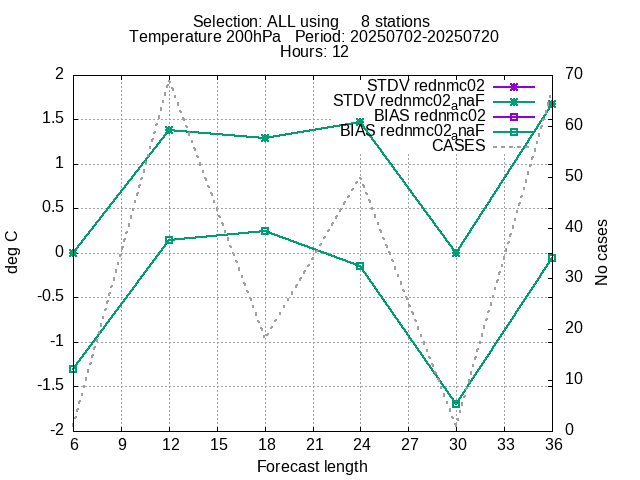 Selection: ALL using     8 stations
Temperature 200hPa   Period: 20250702-20250720
Hours: 12
STDV rednmc02
STDV rednmc02anaF
BIAS rednmc02
BIAS rednmc02anaF
CASES
deg C
2
1.5
1
0.5
0
-0.5
-1
-1.5
-2
70
60
50
40
30
20
10
0
No cases
6 9 12 15 18 21 24 27 30 33 36
Forecast length